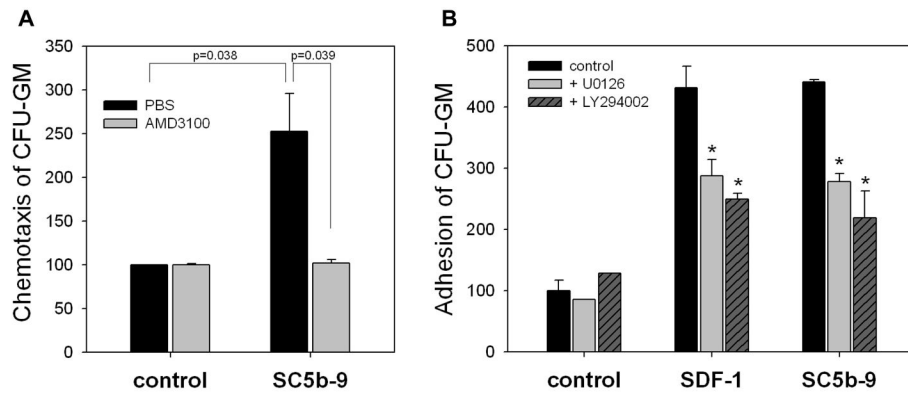 A
Chemotaxis of CFU-GM
350
300
250
200
150
100
50
0
p=0.038
p=0.039
PBS
AMD3100
control
SC5b-9
B
Adhesion of CFU-GM
500
400
300
200
100
0
control
+ U0126
+ LY294002
*
*
*
*
control
SDF-1
SC5b-9